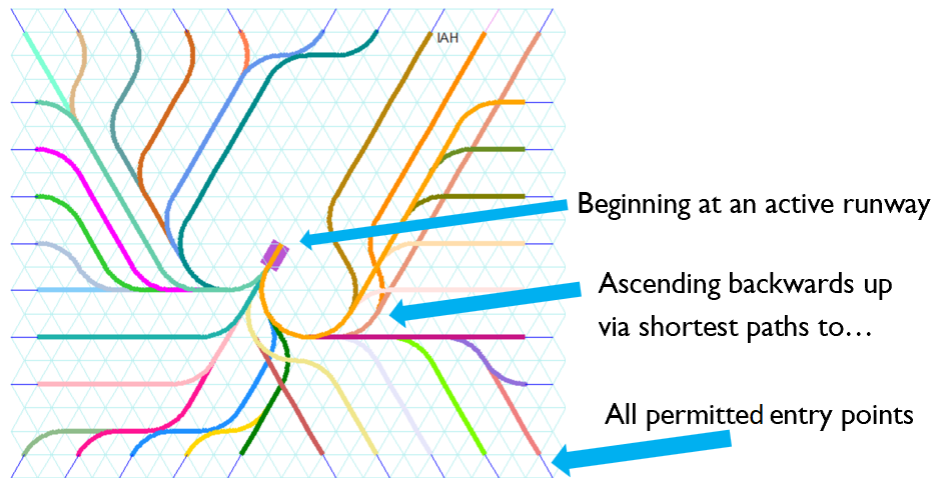 IAH
Beginning at an active runway
Ascending backwards up
via shortest paths to…
All permitted entry points